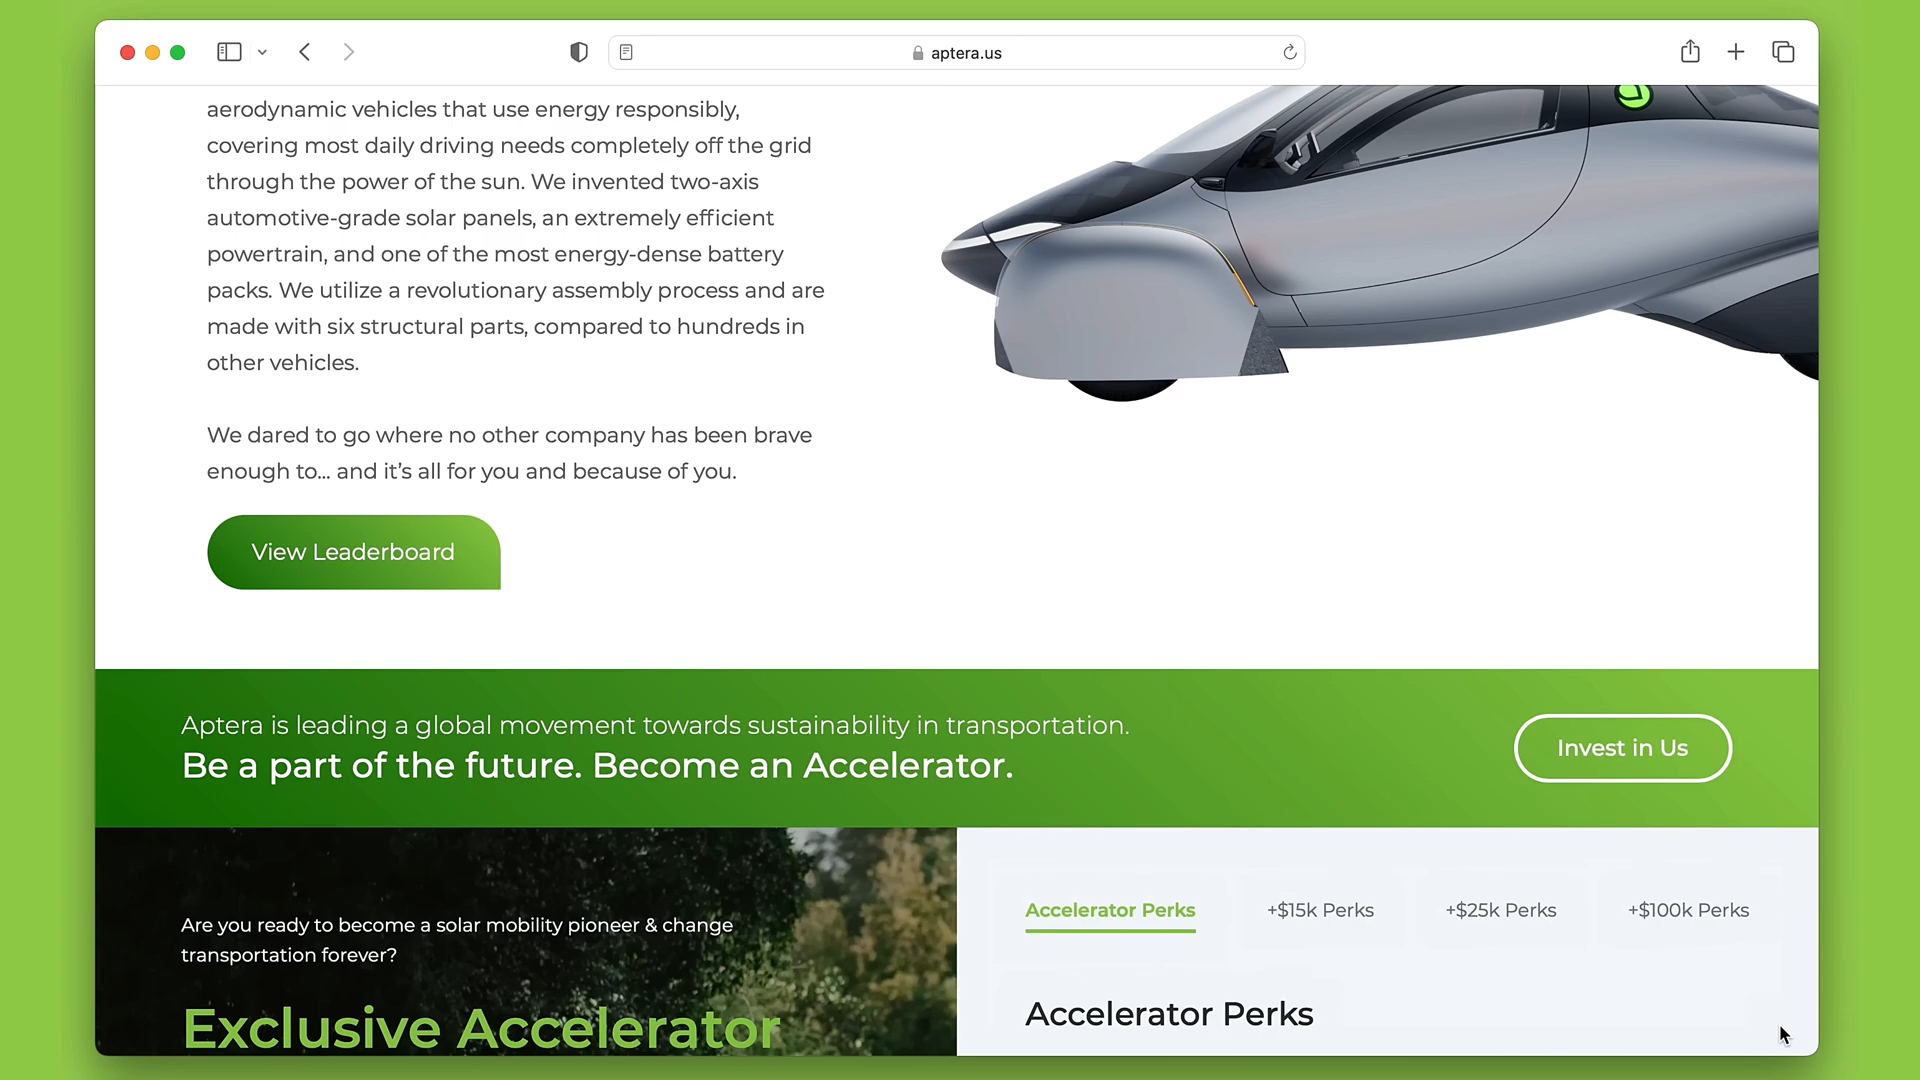 aptera.us
aerodynamic vehicles that use energy responsibly,
covering most daily driving needs completely off the grid
through the power of the sun. We invented two-axis
automotive-grade solar panels, an extremely efficient
powertrain, and one of the most energy-dense battery
packs. We utilize a revolutionary assembly process and are
made with six structural parts, compared to hundreds in
other vehicles.
We dared to go where no other company has been brave
enough to... and it’s all for you and because of you.
View Leaderboard
Aptera is leading a global movement towards sustainability in transportation.
Be a part of the future. Become an Accelerator.
Invest in Us
Are you ready to become a solar mobility pioneer & change
transportation forever?
Exclusive Accelerator
Accelerator Perks
+$15k Perks
+$25k Perks
+$100k Perks
Accelerator Perks